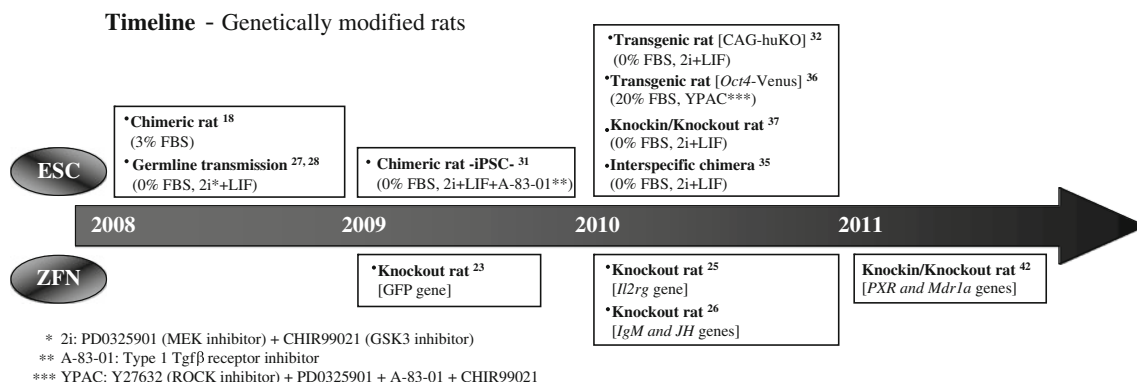 Timeline - Genetically modified rats
•Transgenic rat [CAG-huKO] 32
(0% FBS, 2i+LIF)
•Transgenic rat [Oct4-Venus] 36
(20% FBS, YPAC***)
•Knockin/Knockout rat 37
(0% FBS, 2i+LIF)
•Interspecific chimera 35
(0% FBS, 2i+LIF)
•Chimeric rat 18
(3% FBS)
•Germline transmission 27, 28
(0% FBS, 2i*+LIF)
•Chimeric rat -iPSC- 31
(0% FBS, 2i+LIF+A-83-01**)
ESC
2008 2009 2010 2011
ZFN
•Knockout rat 23
[GFP gene]
•Knockout rat 25
[Il2rg gene]
•Knockout rat 26
[IgM and JH genes]
Knockin/Knockout rat 42
[PXR and Mdr1a genes]
* 2i: PD0325901 (MEK inhibitor) + CHIR99021 (GSK3 inhibitor)
** A-83-01: Type 1 Tgfβ receptor inhibitor
*** YPAC: Y27632 (ROCK inhibitor) + PD0325901 + A-83-01 + CHIR99021